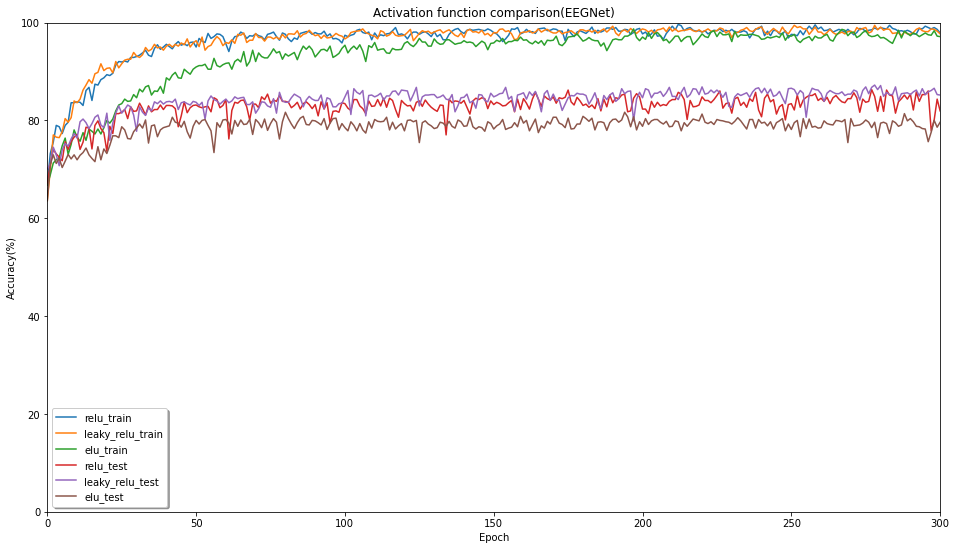 Activation function comparison(EEGNet)
100
80
60
40
20
0
Accuracy(%)
relu_train
leaky_relu_train
elu_train
relu_test
leaky_relu_test
elu_test
0 50 100 150 200 250 300
Epoch